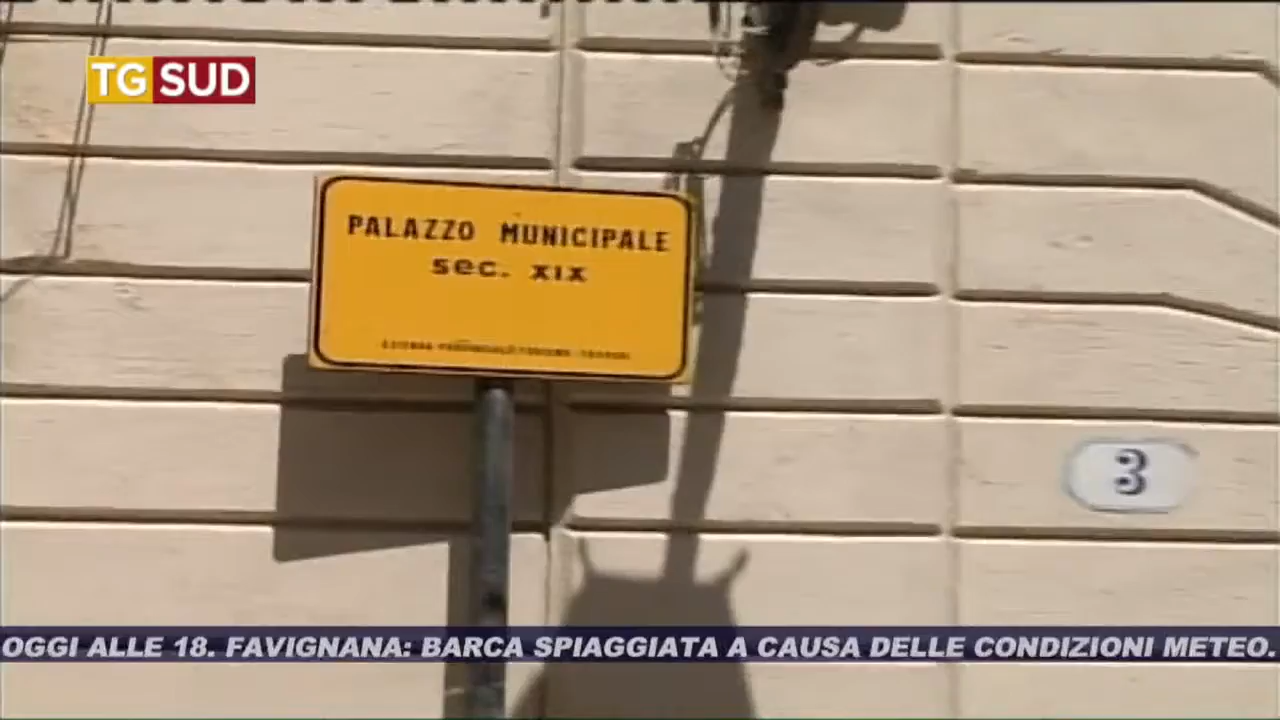 TG SUD
PALAZZO MUNICIPALE
sec. XIX
3
OGGI ALLE 18. FAVIGNANA: BARCA SPIAGGIATA A CAUSA DELLE CONDIZIONI METEO.